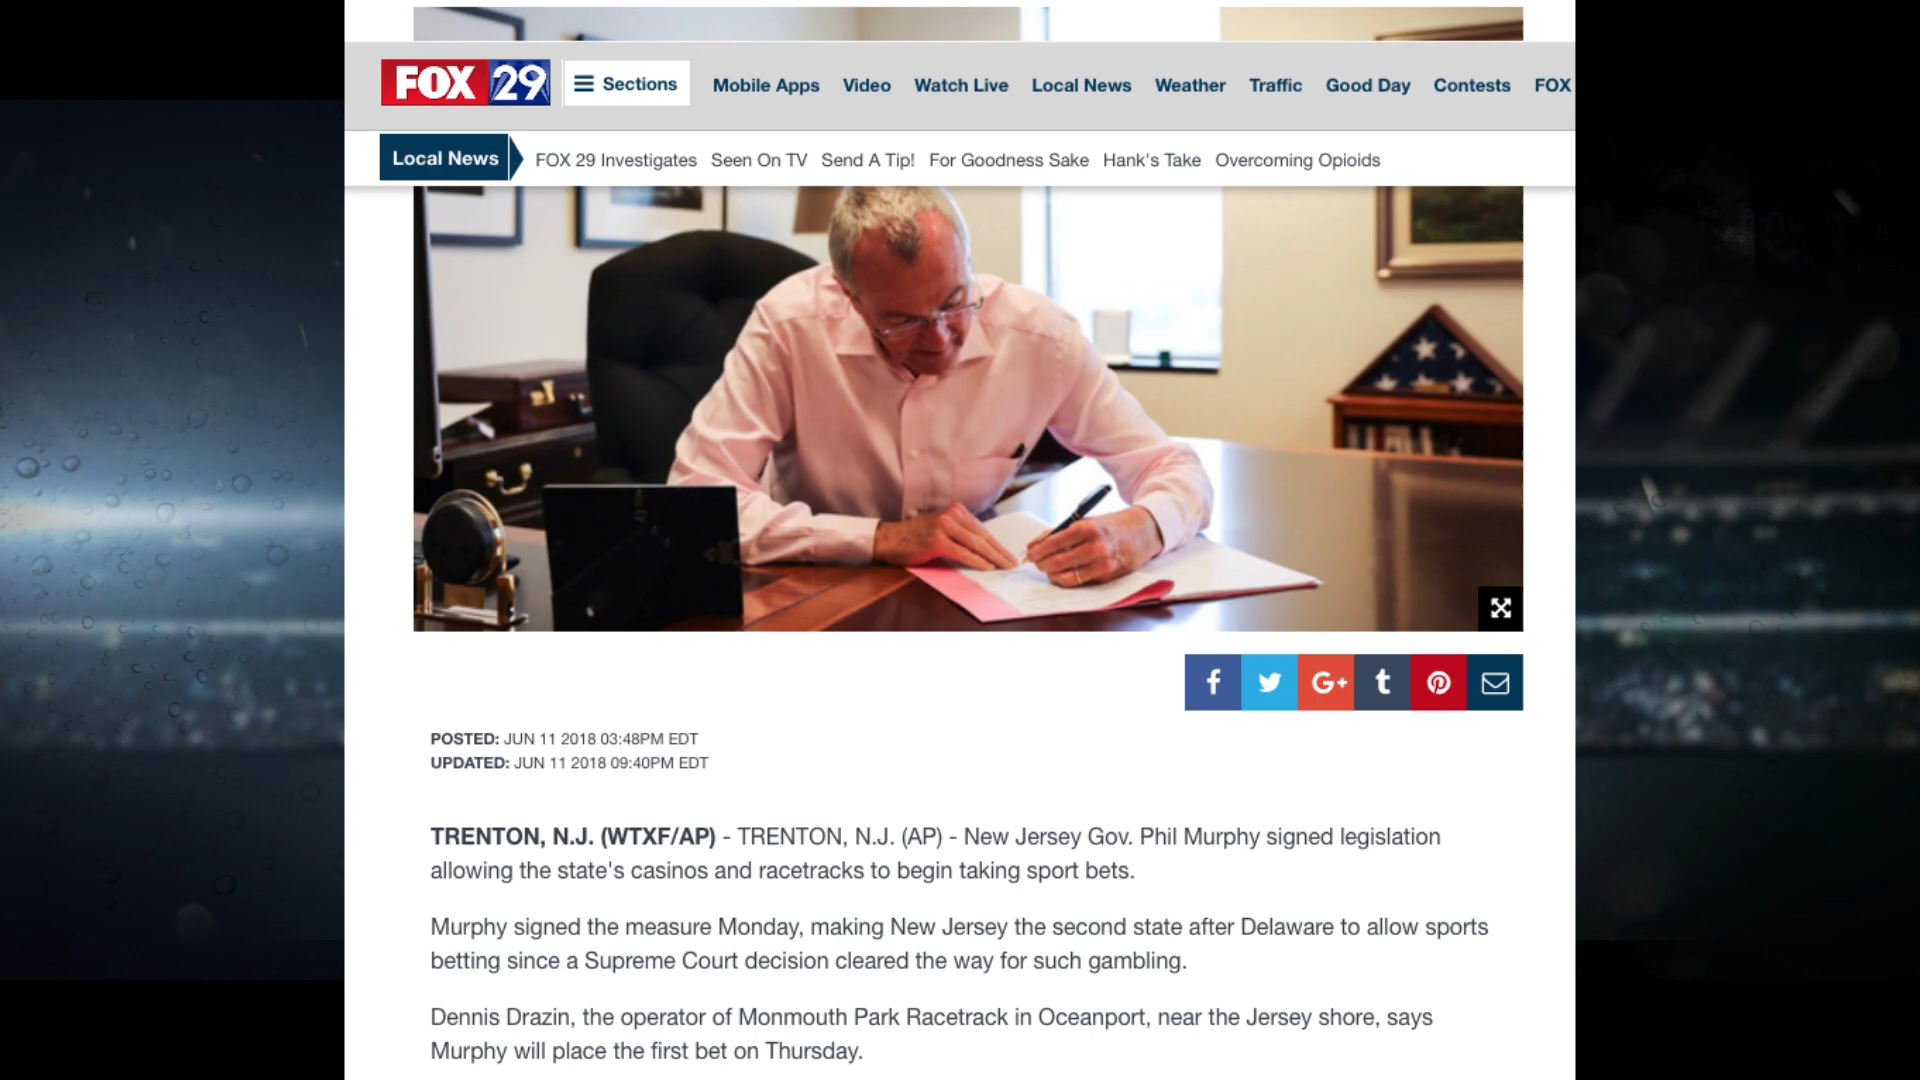 FOX 29
Sections
Mobile Apps Video Watch Live Local News Weather Traffic Good Day Contests FOX
Local News
FOX 29 Investigates Seen On TV Send A Tip! For Goodness Sake Hank's Take Overcoming Opioids
f G+ t
POSTED: JUN 11 2018 03:48PM EDT
UPDATED: JUN 11 2018 09:40PM EDT
TRENTON, N.J. (WTXF/AP) - TRENTON, N.J. (AP) - New Jersey Gov. Phil Murphy signed legislation
allowing the state's casinos and racetracks to begin taking sport bets.
Murphy signed the measure Monday, making New Jersey the second state after Delaware to allow sports
betting since a Supreme Court decision cleared the way for such gambling.
Dennis Drazin, the operator of Monmouth Park Racetrack in Oceanport, near the Jersey shore, says
Murphy will place the first bet on Thursday.